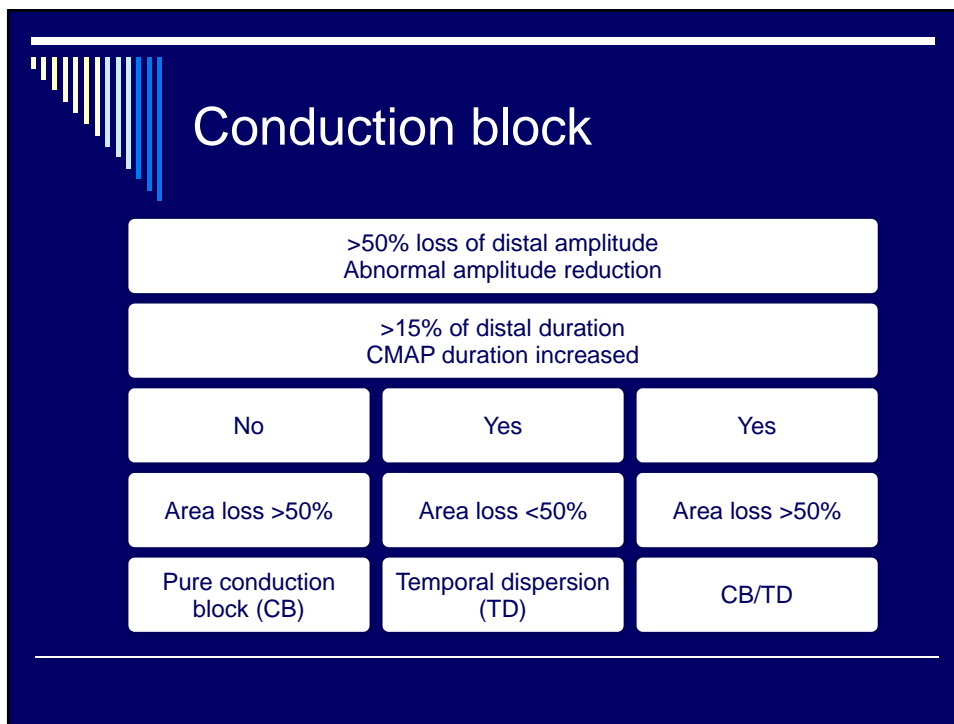 Conduction block
>50% loss of distal amplitude
Abnormal amplitude reduction
>15% of distal duration
CMAP duration increased
No
Yes
Yes
Area loss >50%
Area loss <50%
Area loss >50%
Pure conduction
block (CB)
Temporal dispersion
(TD)
CB/TD